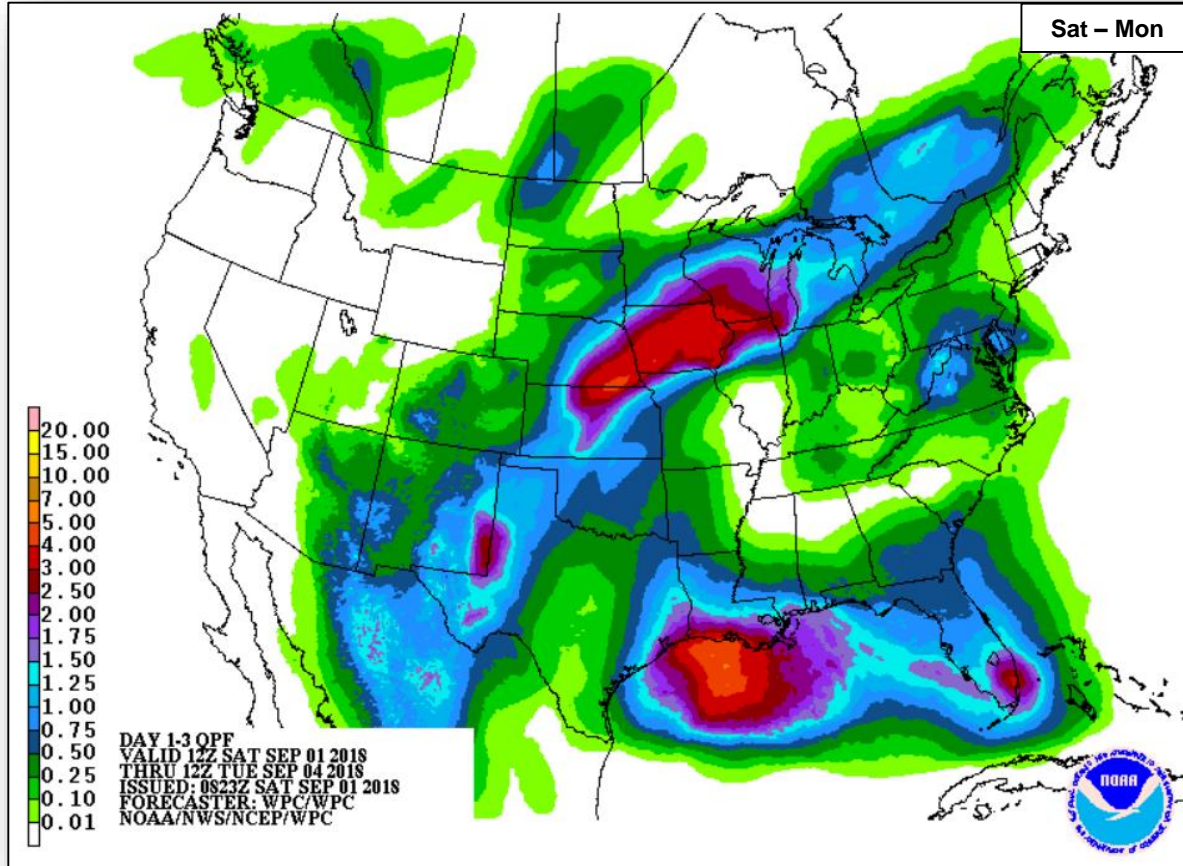 Sat – Mon
20.00
15.00
10.00
7.00
5.00
4.00
3.00
2.50
2.00
1.75
1.50
1.25
1.00
0.75
0.50
0.25
0.10
0.01
DAY 1-3 QPF
VALID 12Z SAT SEP 01 2018
THRU 12Z TUE SEP 04 2018
ISSUED: 0823Z SAT SEP 01 2018
FORECASTER: WPC/WPC
NOAA/NWS/NCEP/WPC
NOAA